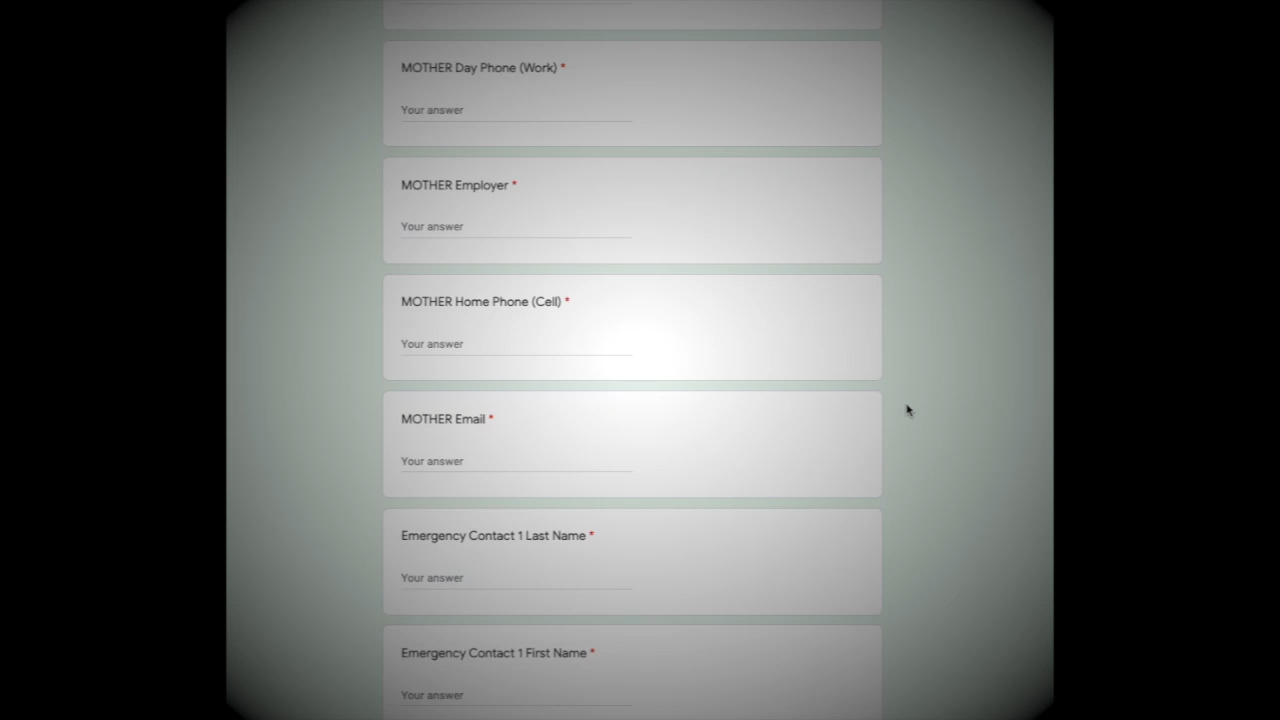 MOTHER Day Phone (Work) *
Your answer
MOTHER Employer *
Your answer
MOTHER Home Phone (Cell) *
Your answer
MOTHER Email *
Your answer
Emergency Contact 1 Last Name *
Your answer
Emergency Contact 1 First Name *
Your answer